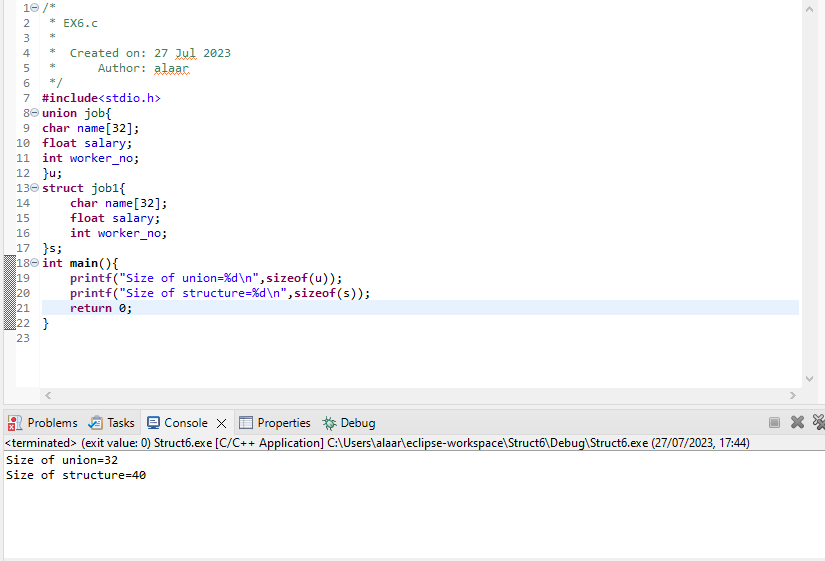 1 /*
2  * EX6.c
3  *
4  *  Created on: 27 Jul 2023
5  *      Author: alaar
6  */
7 #include<stdio.h>
8 union job{
9 char name[32];
10 float salary;
11 int worker_no;
12 }u;
13 struct job1{
14     char name[32];
15     float salary;
16     int worker_no;
17 }s;
18 int main(){
19     printf("Size of union=%d\n",sizeof(u));
20     printf("Size of structure=%d\n",sizeof(s));
21     return 0;
22 }
23
Problems Tasks Console Properties Debug
<terminated> (exit value: 0) Struct6.exe [C/C++ Application] C:\Users\alaar\eclipse-workspace\Struct6\Debug\Struct6.exe (27/07/2023, 17:44)
Size of union=32
Size of structure=40